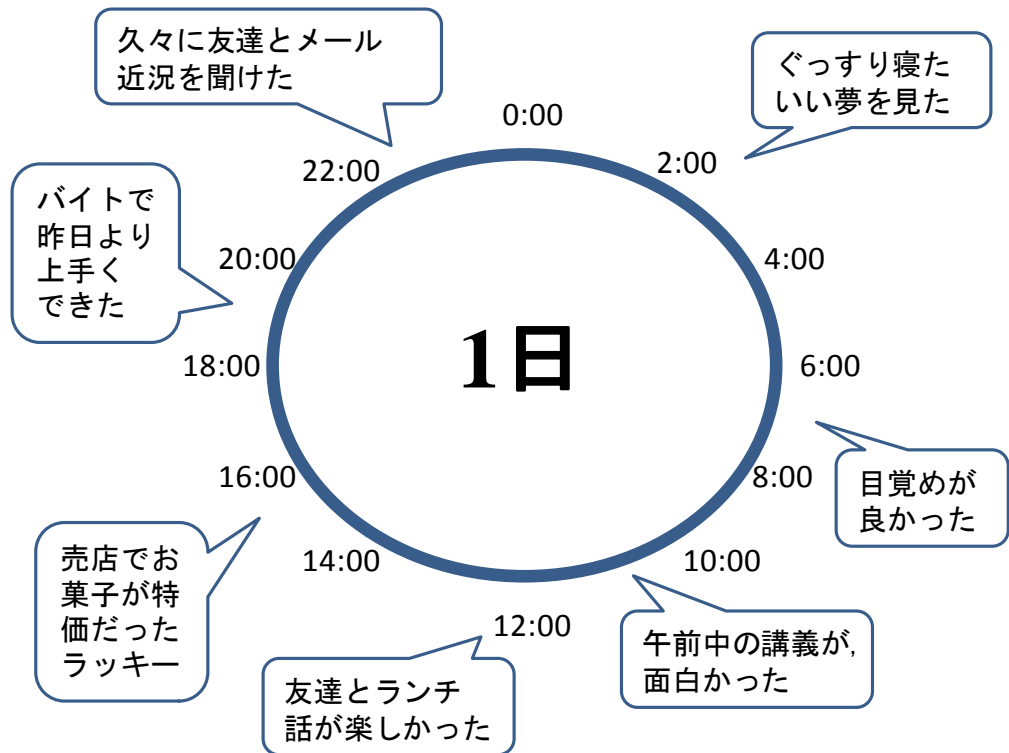 久々に友達とメール
近況を聞けた
ぐっすり寝た
いい夢を見た
0:00
2:00
22:00
バイトで
昨日より
上手く
できた
20:00
4:00
1日
18:00
6:00
16:00
8:00
目覚めが
良かった
売店でお
菓子が特
価だった
ラッキー
14:00
10:00
12:00
午前中の講義が,
面白かった
友達とランチ
話が楽しかった